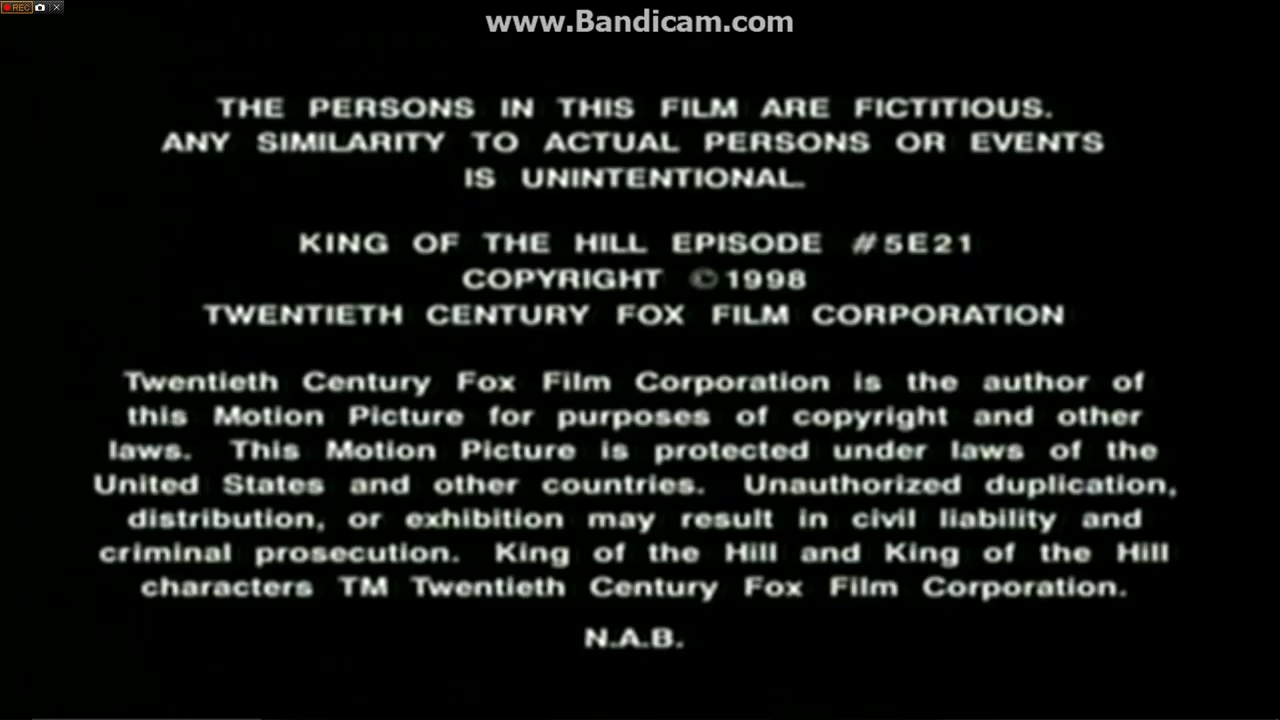 REC
www.Bandicam.com
THE PERSONS IN THIS FILM ARE FICTITIOUS.
ANY SIMILARITY TO ACTUAL PERSONS OR EVENTS
IS UNINTENTIONAL.
KING OF THE HILL EPISODE #5E21
COPYRIGHT ©1998
TWENTIETH CENTURY FOX FILM CORPORATION
Twentieth Century Fox Film Corporation is the author of
this Motion Picture for purposes of copyright and other
laws. This Motion Picture is protected under laws of the
United States and other countries. Unauthorized duplication,
distribution, or exhibition may result in civil liability and
criminal prosecution. King of the Hill and King of the Hill
characters TM Twentieth Century Fox Film Corporation.
N.A.B.